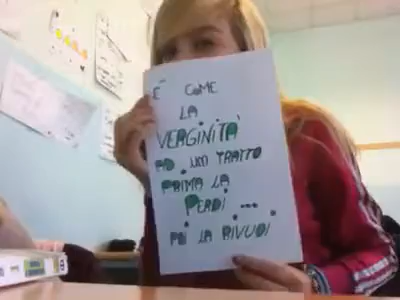 È COME
LA
VERGINITÀ
AD UN TRATTO
PRIMA LA
PERDI ....
POI LA RIVUOI